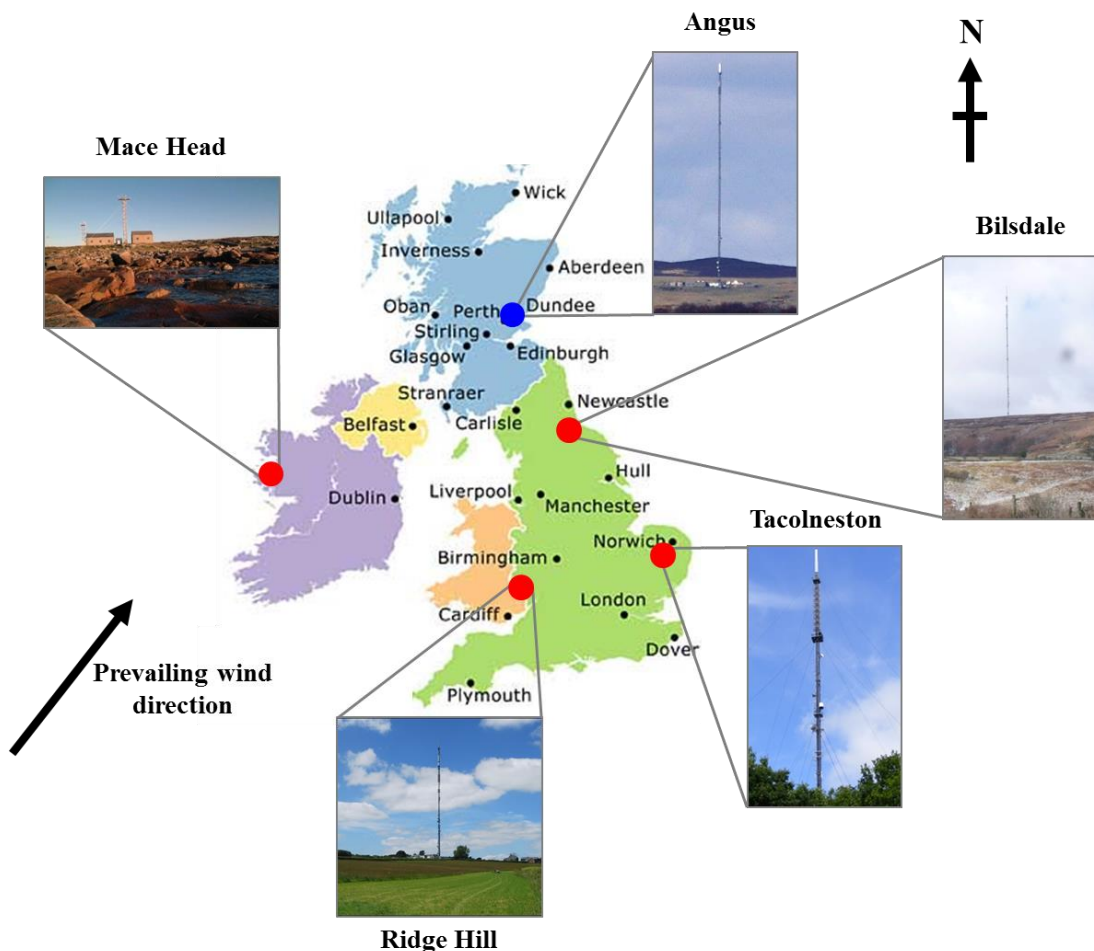 Angus
N
Mace Head
Bilsdale
Wick
Ullapool
Inverness
Aberdeen
Oban
Perth
Dundee
Stirling
Glasgow
Edinburgh
Stranraer
Newcastle
Belfast
Carlisle
Hull
Liverpool
Dublin
Manchester
Tacolneston
Norwich
Birmingham
London
Cardiff
Dover
Prevailing wind
direction
Plymouth
Ridge Hill